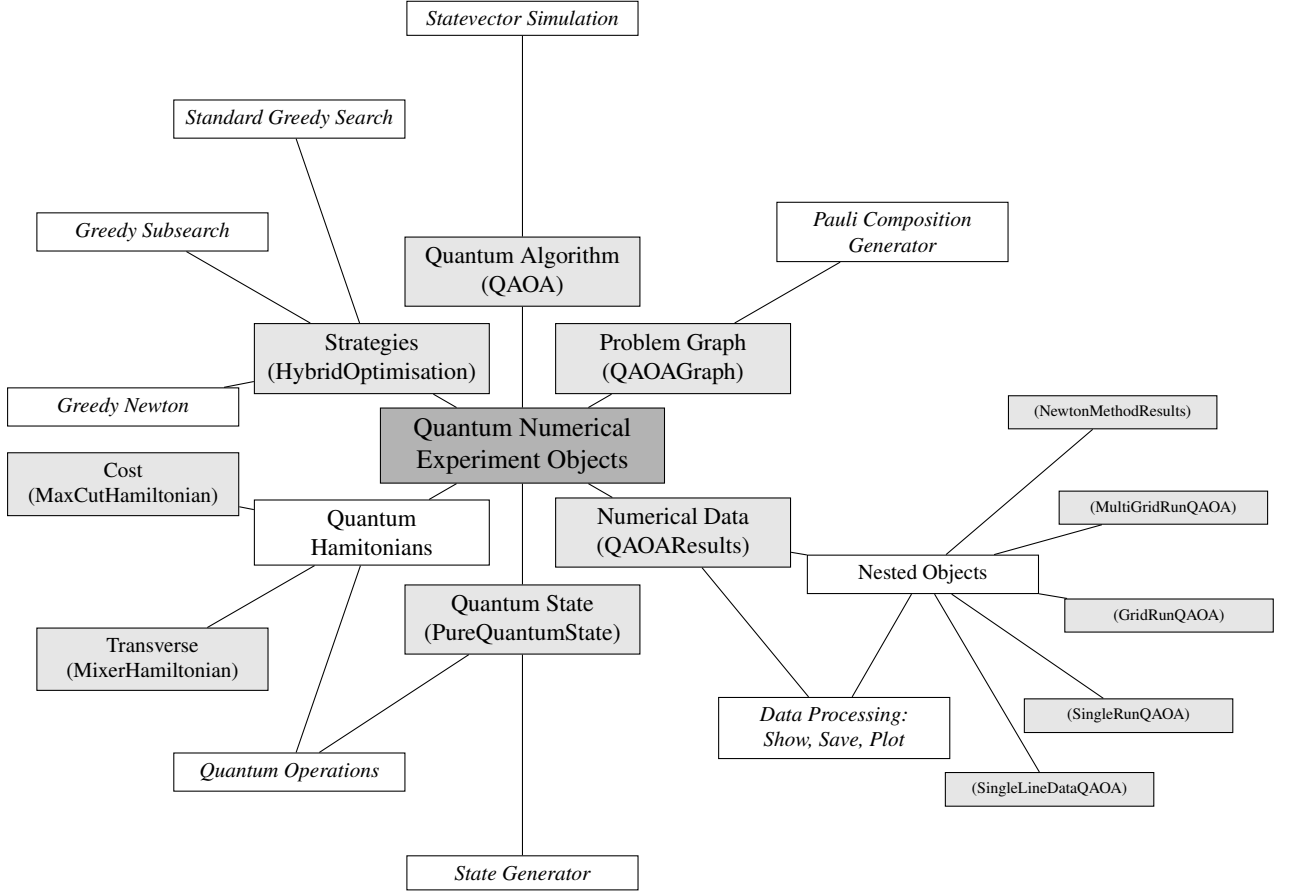 Statevector Simulation
Standard Greedy Search
Greedy Subsearch
Pauli Composition
Generator
Quantum Algorithm
(QAOA)
Strategies
(HybridOptimisation)
Problem Graph
(QAOAGraph)
Greedy Newton
(NewtonMethodResults)
Quantum Numerical
Experiment Objects
Cost
(MaxCutHamiltonian)
Quantum
Hamitonians
Numerical Data
(QAOAResults)
(MultiGridRunQAOA)
Nested Objects
Quantum State
(PureQuantumState)
(GridRunQAOA)
Transverse
(MixerHamiltonian)
Data Processing:
Show, Save, Plot
(SingleRunQAOA)
Quantum Operations
(SingleLineDataQAOA)
State Generator